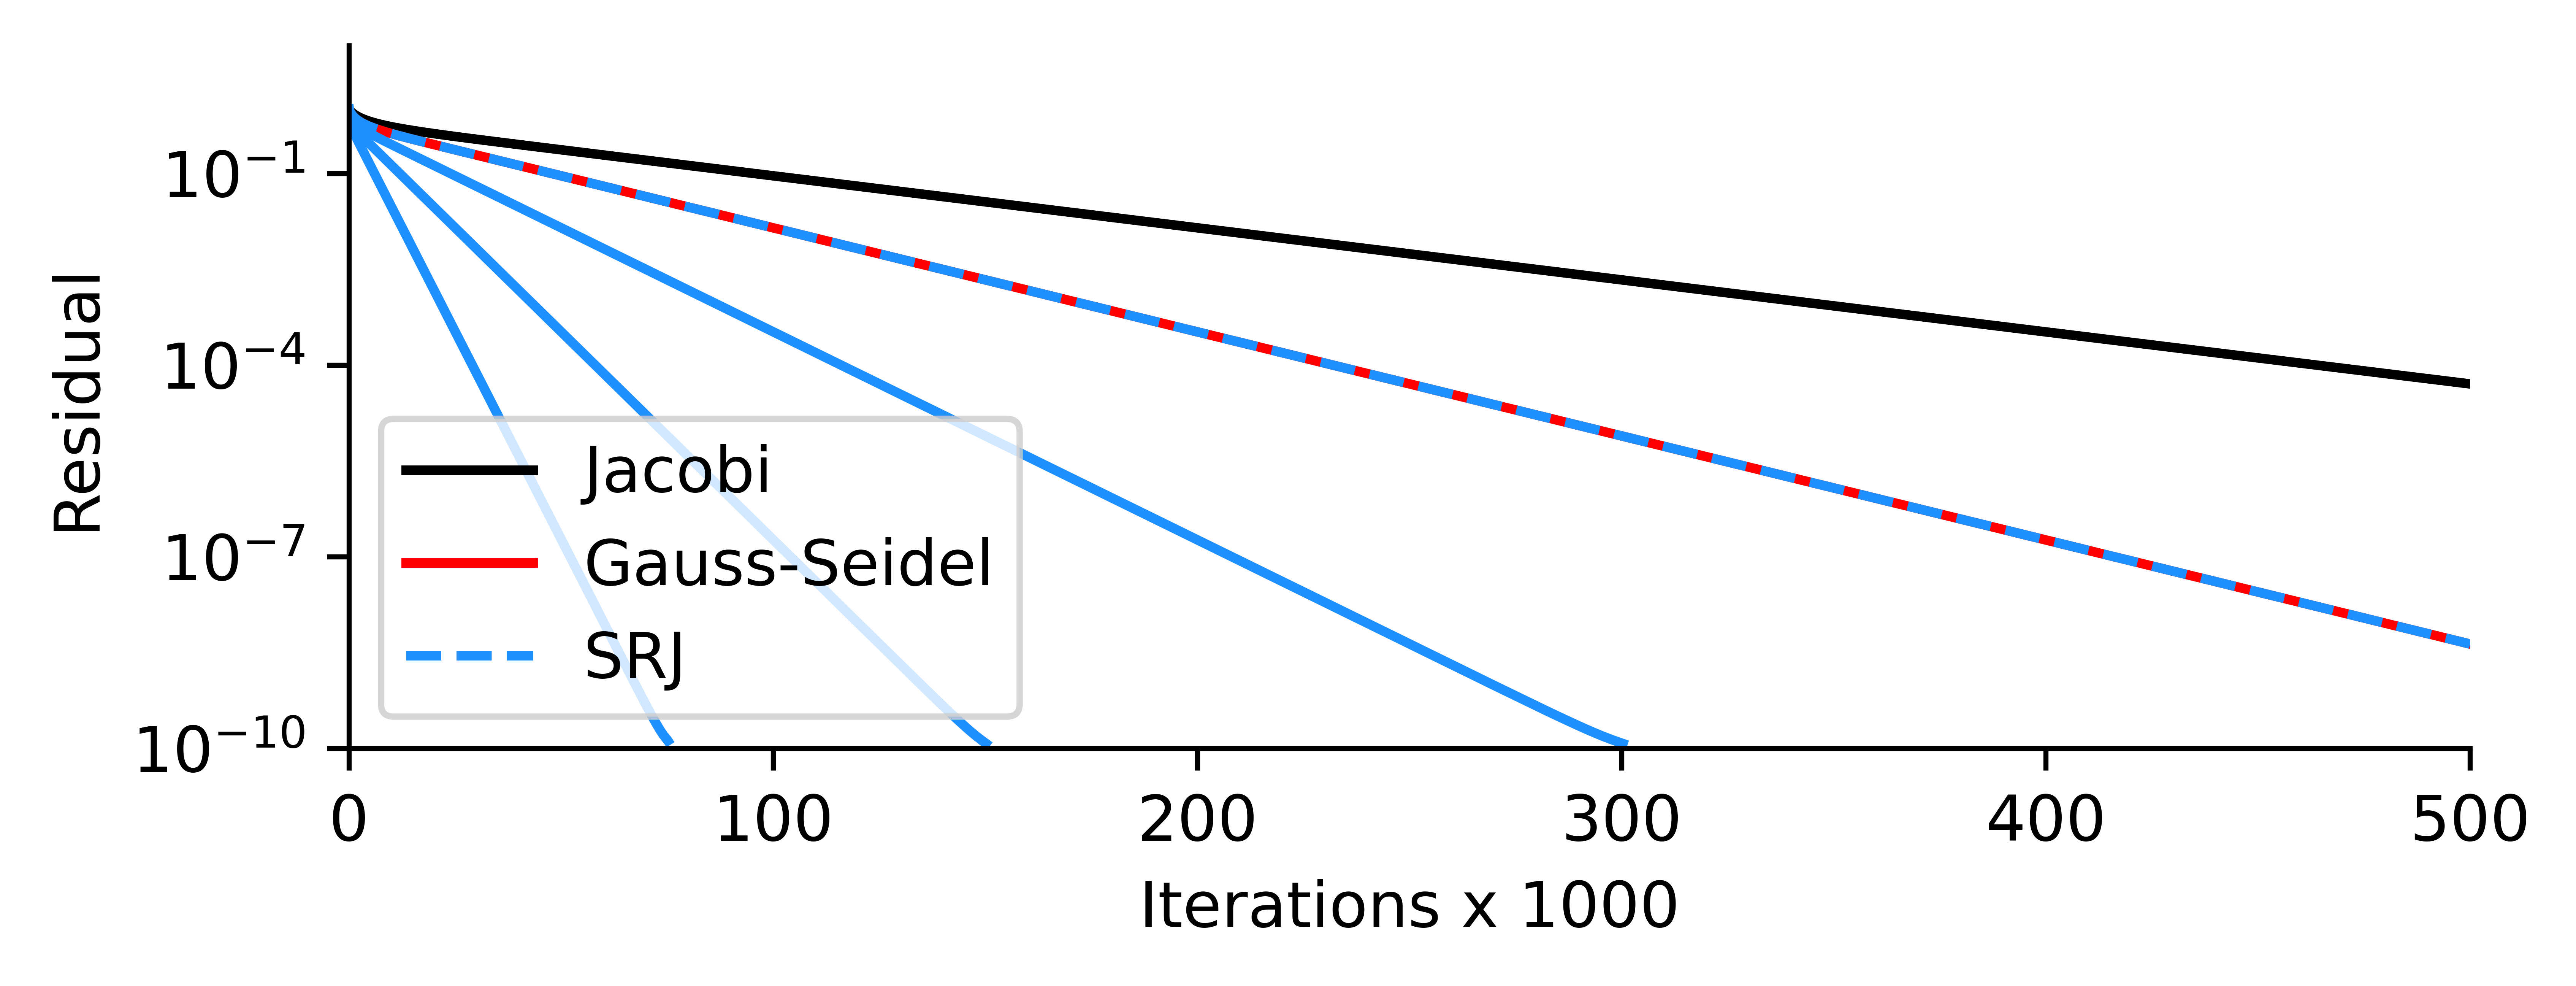 10⁻¹
10⁻⁴
10⁻⁷
10⁻¹⁰
Residual
Jacobi
Gauss-Seidel
SRJ
0 100 200 300 400 500
Iterations x 1000